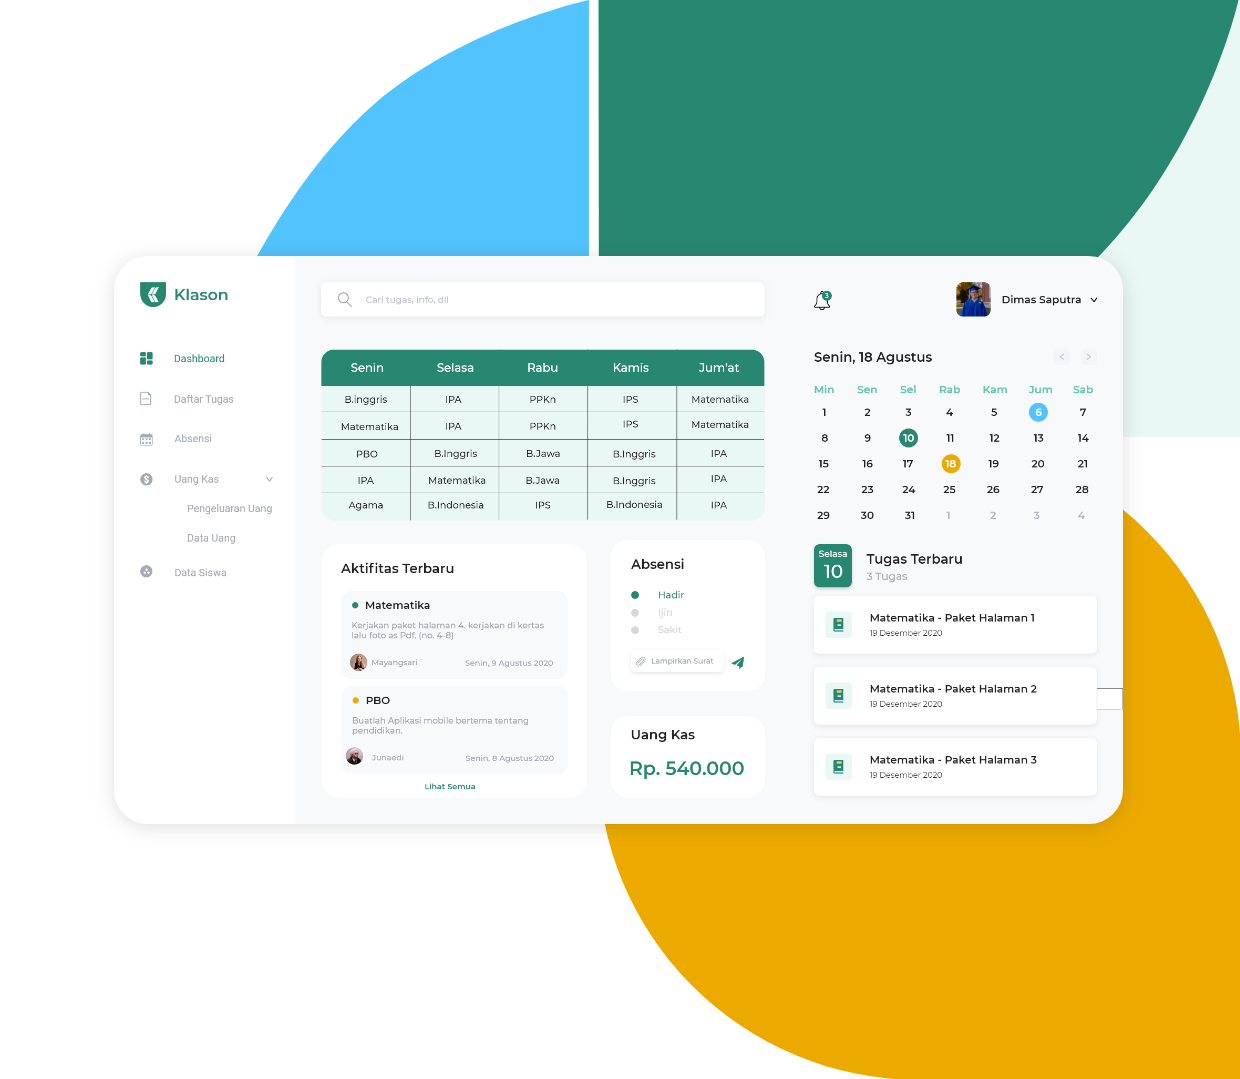 Klason
Dashboard
Daftar Tugas
Absensi
Uang Kas
Pengeluaran Uang
Data Uang
Data Siswa
Cari tugas, info, dll
Senin Selasa Rabu Kamis Jum'at
B.inggris IPA PPKn IPS Matematika
Matematika IPA PPKn IPS Matematika
PBO B.Inggris B.Jawa B.Inggris IPA
IPA Matematika B.Jawa B.Inggris IPA
Agama B.Indonesia IPS B.Indonesia IPA
Aktifitas Terbaru
Matematika
Kerjakan paket halaman 4. kerjakan di kertas
lalu foto as Pdf. (no. 4-8)
Mayangsari Senin, 9 Agustus 2020
PBO
Buatlah Aplikasi mobile bertema tentang
pendidikan.
Junaedi Senin, 8 Agustus 2020
Lihat Semua
Absensi
Hadir
Ijin
Sakit
Lampirkan Surat
Uang Kas
Rp. 540.000
3
Dimas Saputra
Senin, 18 Agustus
Min Sen Sel Rab Kam Jum Sab
1 2 3 4 5 6 7
8 9 10 11 12 13 14
15 16 17 18 19 20 21
22 23 24 25 26 27 28
29 30 31 1 2 3 4
Selasa
10
Tugas Terbaru
3 Tugas
Matematika - Paket Halaman 1
19 Desember 2020
Matematika - Paket Halaman 2
19 Desember 2020
Matematika - Paket Halaman 3
19 Desember 2020